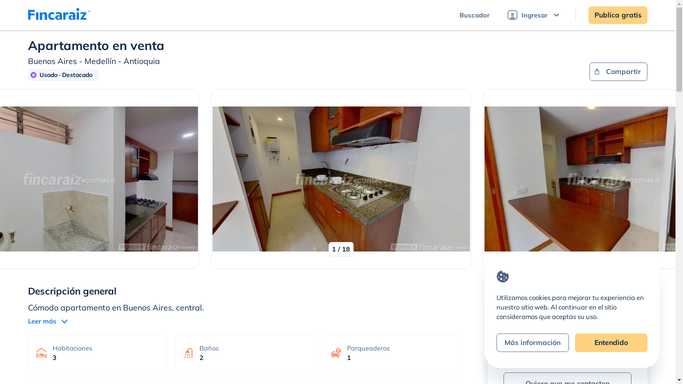 Fincaraiz
Buscador
Ingresar
Publica gratis
Apartamento en venta
Buenos Aires - Medellín - Antioquia
Usado - Destacado
Compartir
fincaraiz
fincaraiz
fincaraiz
1 / 18
Descripción general
Cómodo apartamento en Buenos Aires, central.
Leer más
Habitaciones
3
Baños
2
Parqueaderos
1
Utilizamos cookies para mejorar tu experiencia en
nuestro sitio web. Al continuar en el sitio
consideramos que aceptas su uso.
Más información
Entendido
Quiero que me contacten